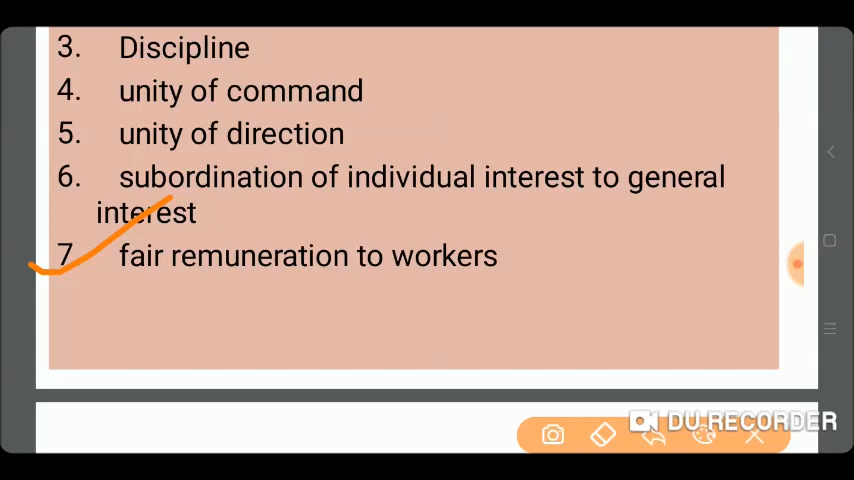 3. Discipline
4. unity of command
5. unity of direction
6. subordination of individual interest to general
interest
7. fair remuneration to workers
DU RECORDER